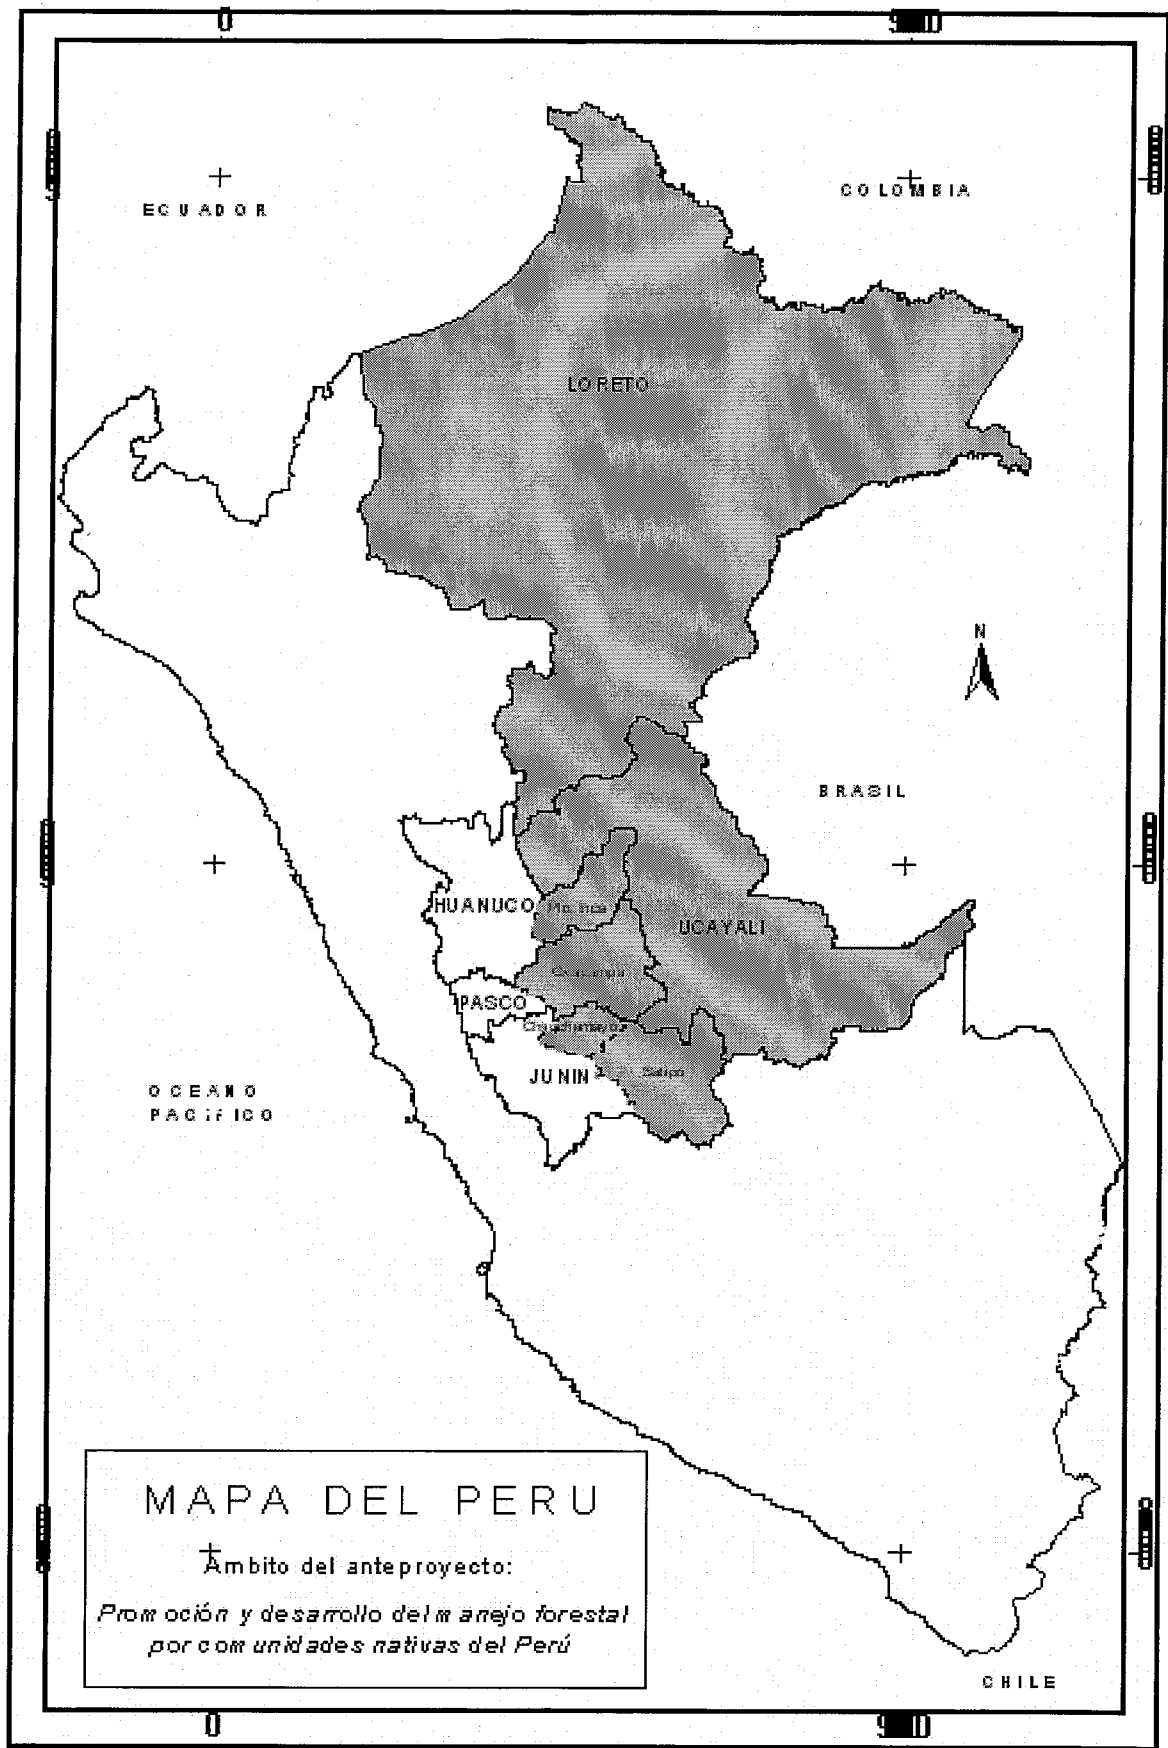 0
ECUADOR
COLOMBIA
LORETO
N
BRASIL
HUANUCO
UCAYALI
PASCO
Satipo
JUNIN
OCEANO
PACIFICO
MAPA DEL PERU
Ambito del anteproyecto:
Promoción y desarrollo del manejo forestal
por comunidades nativas del Perú
CHILE
0